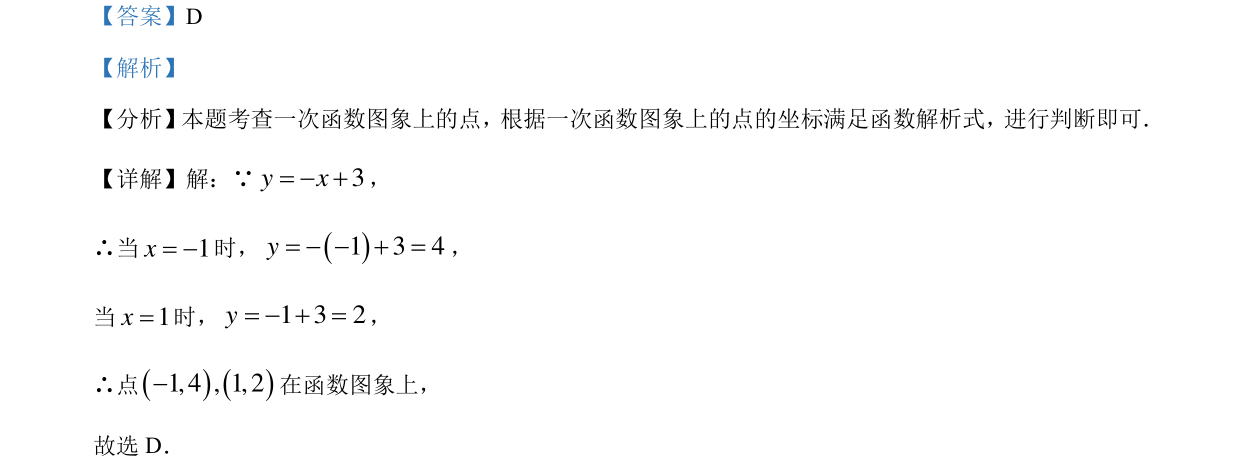 【答案】D
【解析】
【分析】本题考查一次函数图象上的点，根据一次函数图象上的点的坐标满足函数解析式，进行判断即可．
【详解】解：∵ y=−x+3，
∴当 x=−1时， y=−(−1)+3=4，
当 x=1时， y=−1+3=2，
∴点(−1,4),(1,2)在函数图象上，
故选 D．